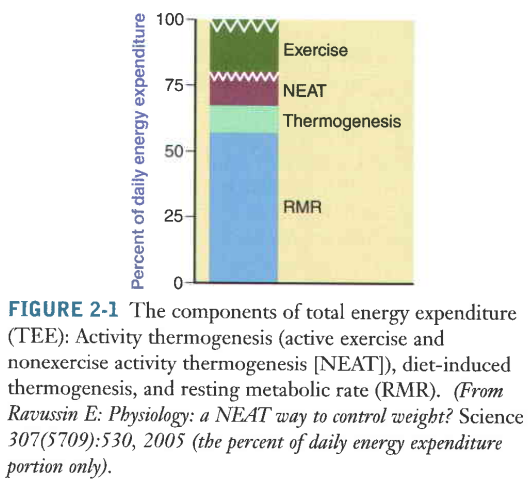 Percent of daily energy expenditure
100
75
50
25
0
Exercise
NEAT
Thermogenesis
RMR
FIGURE 2-1 The components of total energy expenditure
(TEE): Activity thermogenesis (active exercise and
nonexercise activity thermogenesis [NEAT]), diet-induced
thermogenesis, and resting metabolic rate (RMR). (From
Ravussin E: Physiology: a NEAT way to control weight? Science
307(5709):530, 2005 (the percent of daily energy expenditure
portion only).